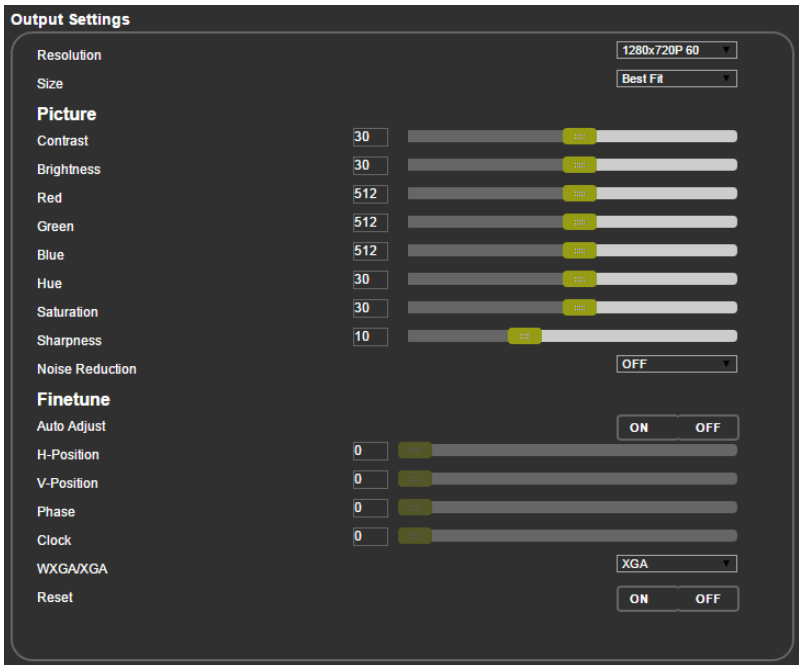 Output Settings
Resolution 1280x720P 60
Size Best Fit
Picture
Contrast 30
Brightness 30
Red 512
Green 512
Blue 512
Hue 30
Saturation 30
Sharpness 10
Noise Reduction OFF
Finetune
Auto Adjust ON OFF
H-Position 0
V-Position 0
Phase 0
Clock 0
WXGA/XGA XGA
Reset ON OFF